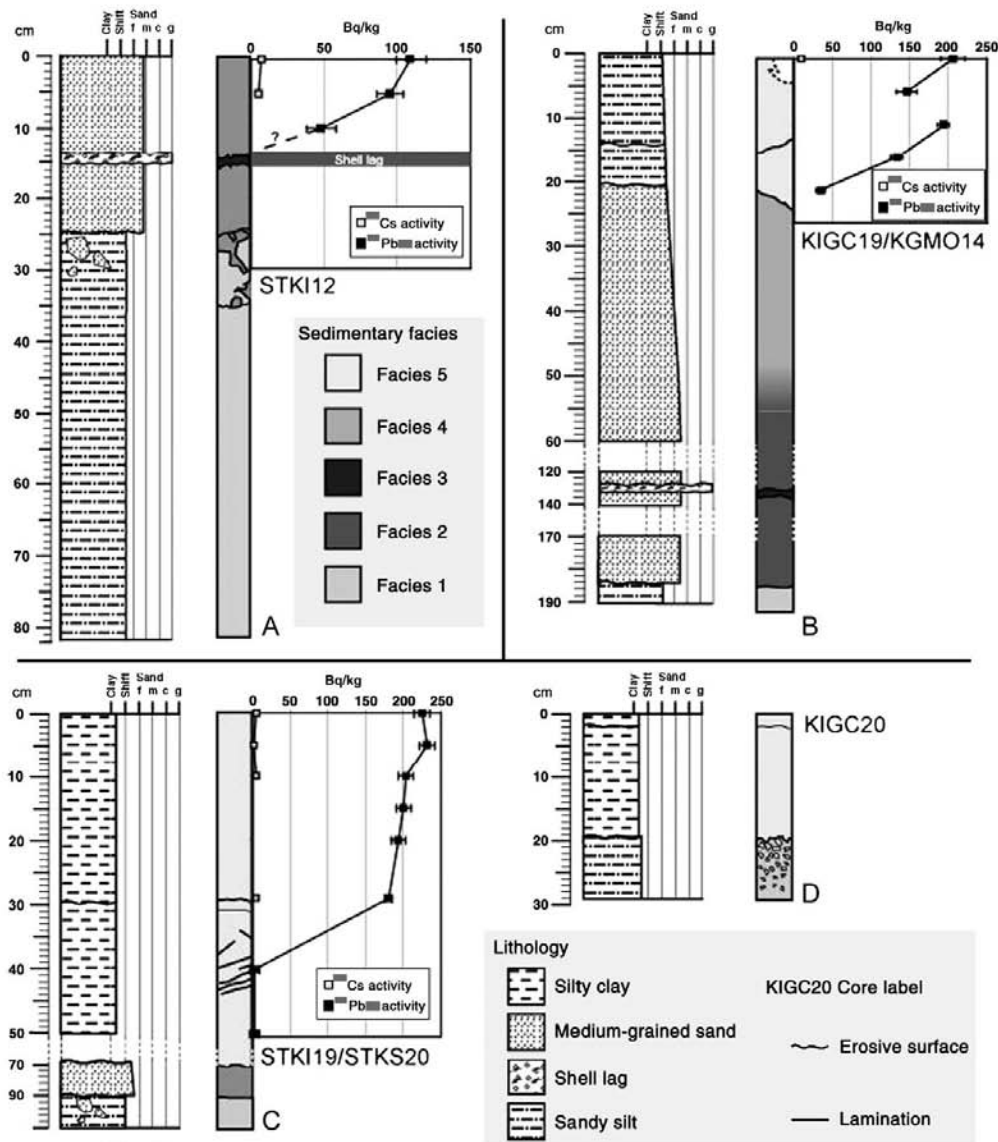 Sand
Clay
Shift
f m c g
cm
Bq/kg
0 50 100 150
0
10
20
30
40
50
60
70
80
?
Shell lag
Cs activity
Pb activity
STKI12
Sedimentary facies
Facies 5
Facies 4
Facies 3
Facies 2
Facies 1
A
Sand
Clay
Shift
f m c g
cm
Bq/kg
0 50 100 150 200 250
0
10
20
30
40
50
60
120
140
170
190
Cs activity
Pb activity
KIGC19/KGMO14
B
cm
Clay
Shift
Sand
f m c g
Bq/kg
0 50 100 150 200 250
0
10
20
30
40
50
70
90
Cs activity
Pb activity
STKI19/STKS20
C
cm
Clay
Shift
Sand
f m c g
0
10
20
30
KIGC20
D
Lithology
Silty clay
Medium-grained sand
Shell lag
Sandy silt
KIGC20 Core label
Erosive surface
Lamination